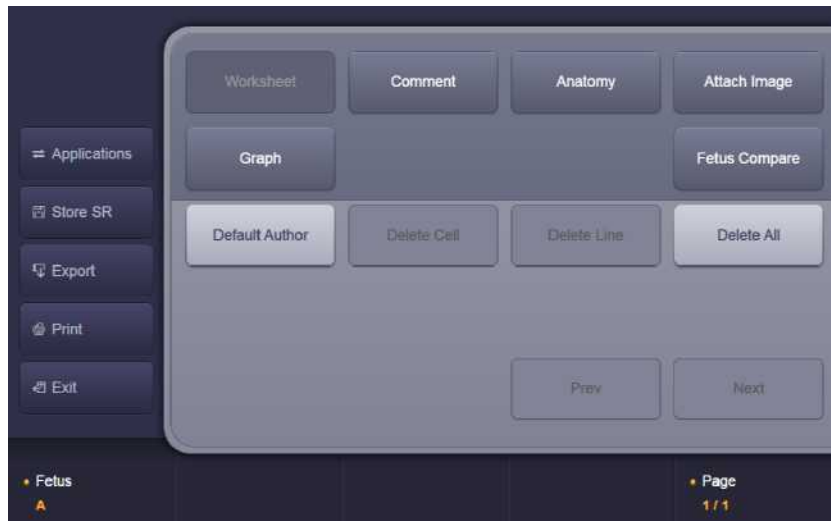 Worksheet
Comment
Anatomy
Attach Image
Applications
Graph
Fetus Compare
Store SR
Default Author
Delete Cell
Delete Line
Delete All
Export
Print
Exit
Prev
Next
Fetus
A
Page
1 / 1